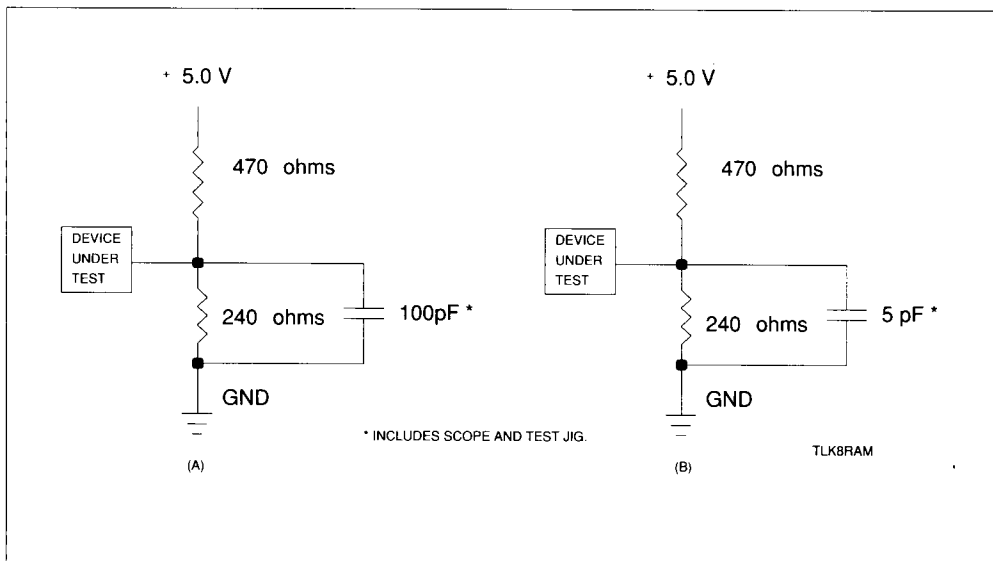 + 5.0 V
470 ohms
DEVICE
UNDER
TEST
240 ohms
100pF *
GND
(A)
+ 5.0 V
470 ohms
DEVICE
UNDER
TEST
240 ohms
5 pF *
GND
(B)
* INCLUDES SCOPE AND TEST JIG.
TLK8RAM